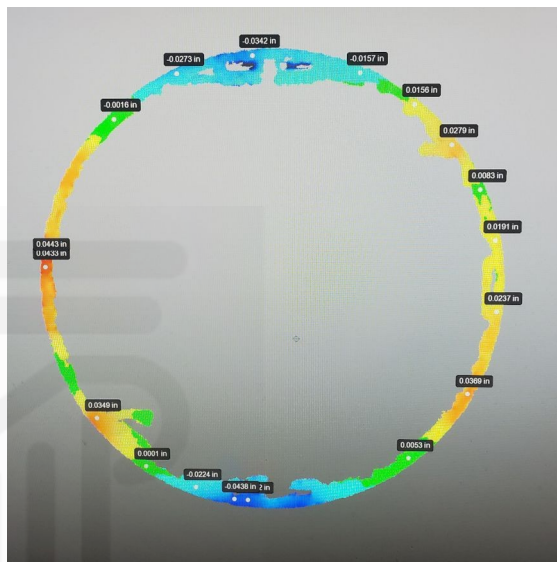 -0.0342 in
-0.0273 in
-0.0157 in
-0.0016 in
0.0156 in
0.0279 in
0.0083 in
0.0191 in
0.0443 in
0.0433 in
0.0237 in
0.0369 in
0.0349 in
0.0053 in
0.0001 in
-0.0224 in
-0.0438 in
2 in